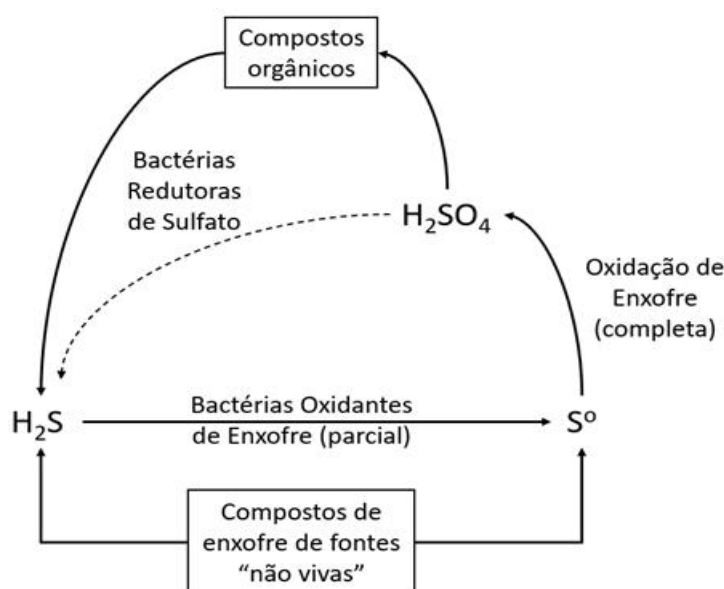 Compostos
orgânicos
Bactérias
Redutoras
de Sulfato
H₂SO₄
Oxidação de
Enxofre
(completa)
H₂S
Bactérias Oxidantes
de Enxofre (parcial)
Sº
Compostos de
enxofre de fontes
“não vivas”